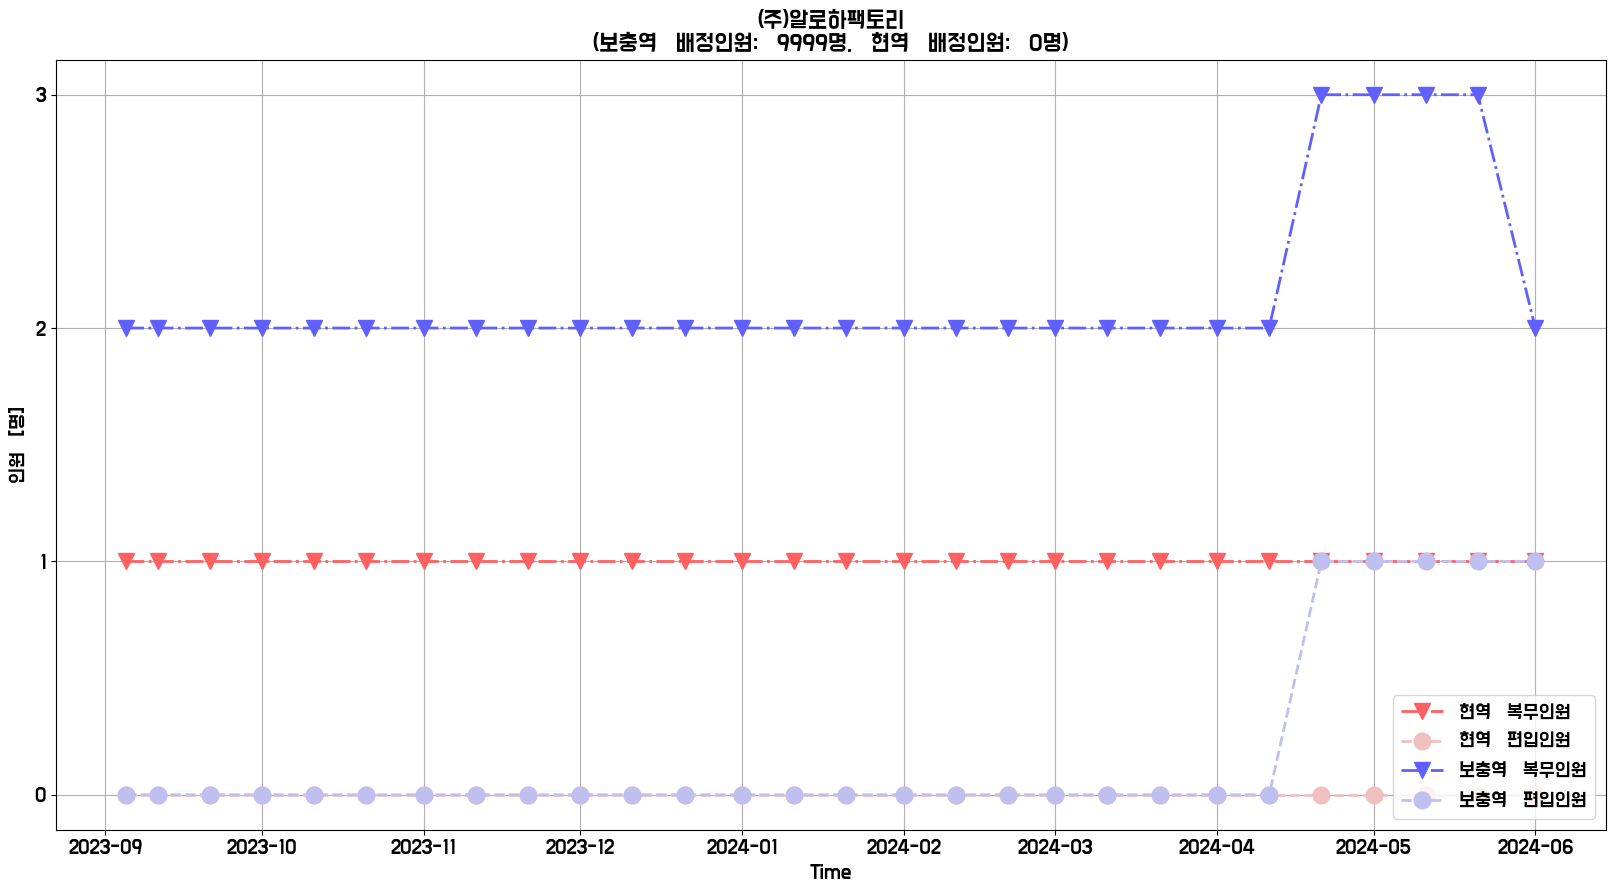 (주)알로하팩토리
(보충역 배정인원: 9999명, 현역 배정인원: 0명)
3
2
1
0
인원 [명]
2023-09 2023-10 2023-11 2023-12 2024-01 2024-02 2024-03 2024-04 2024-05 2024-06
Time
현역 복무인원
현역 편입인원
보충역 복무인원
보충역 편입인원